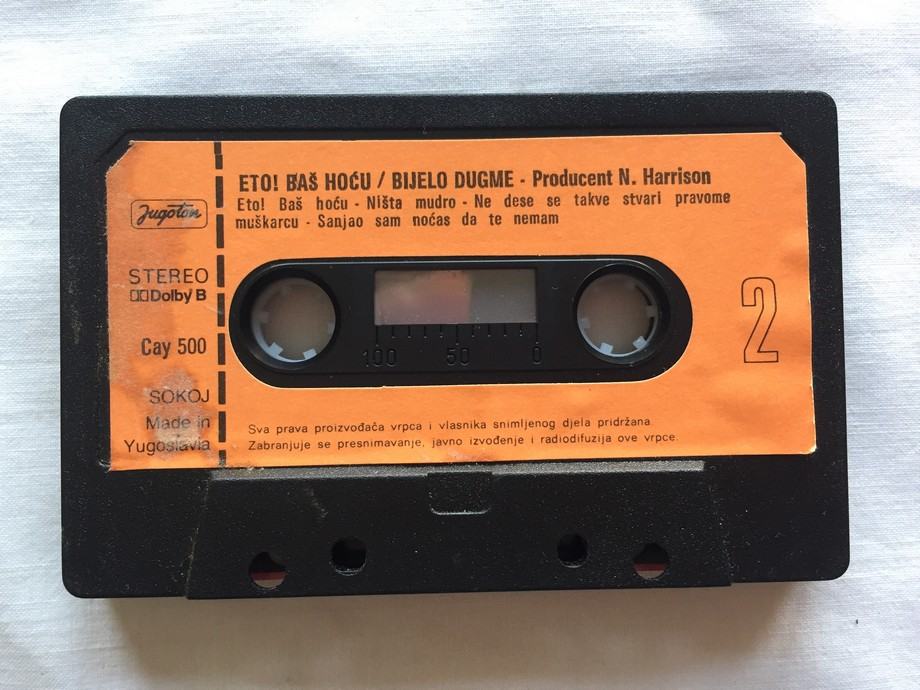 ETO! BAŠ HOĆU / BIJELO DUGME - Producent N. Harrison
Eto! Baš hoću - Ništa mudro - Ne dese se takve stvari pravome
muškarcu - Sanjao sam noćas da te nemam
Jugoton
STEREO
Dolby B
Cay 500
SOKOJ
Made in
Yugoslavia
100 50 0
2
Sva prava proizvođača vrpca i vlasnika snimljenog djela pridržana.
Zabranjuje se presnimavanje, javno izvođenje i radiodifuzija ove vrpce.